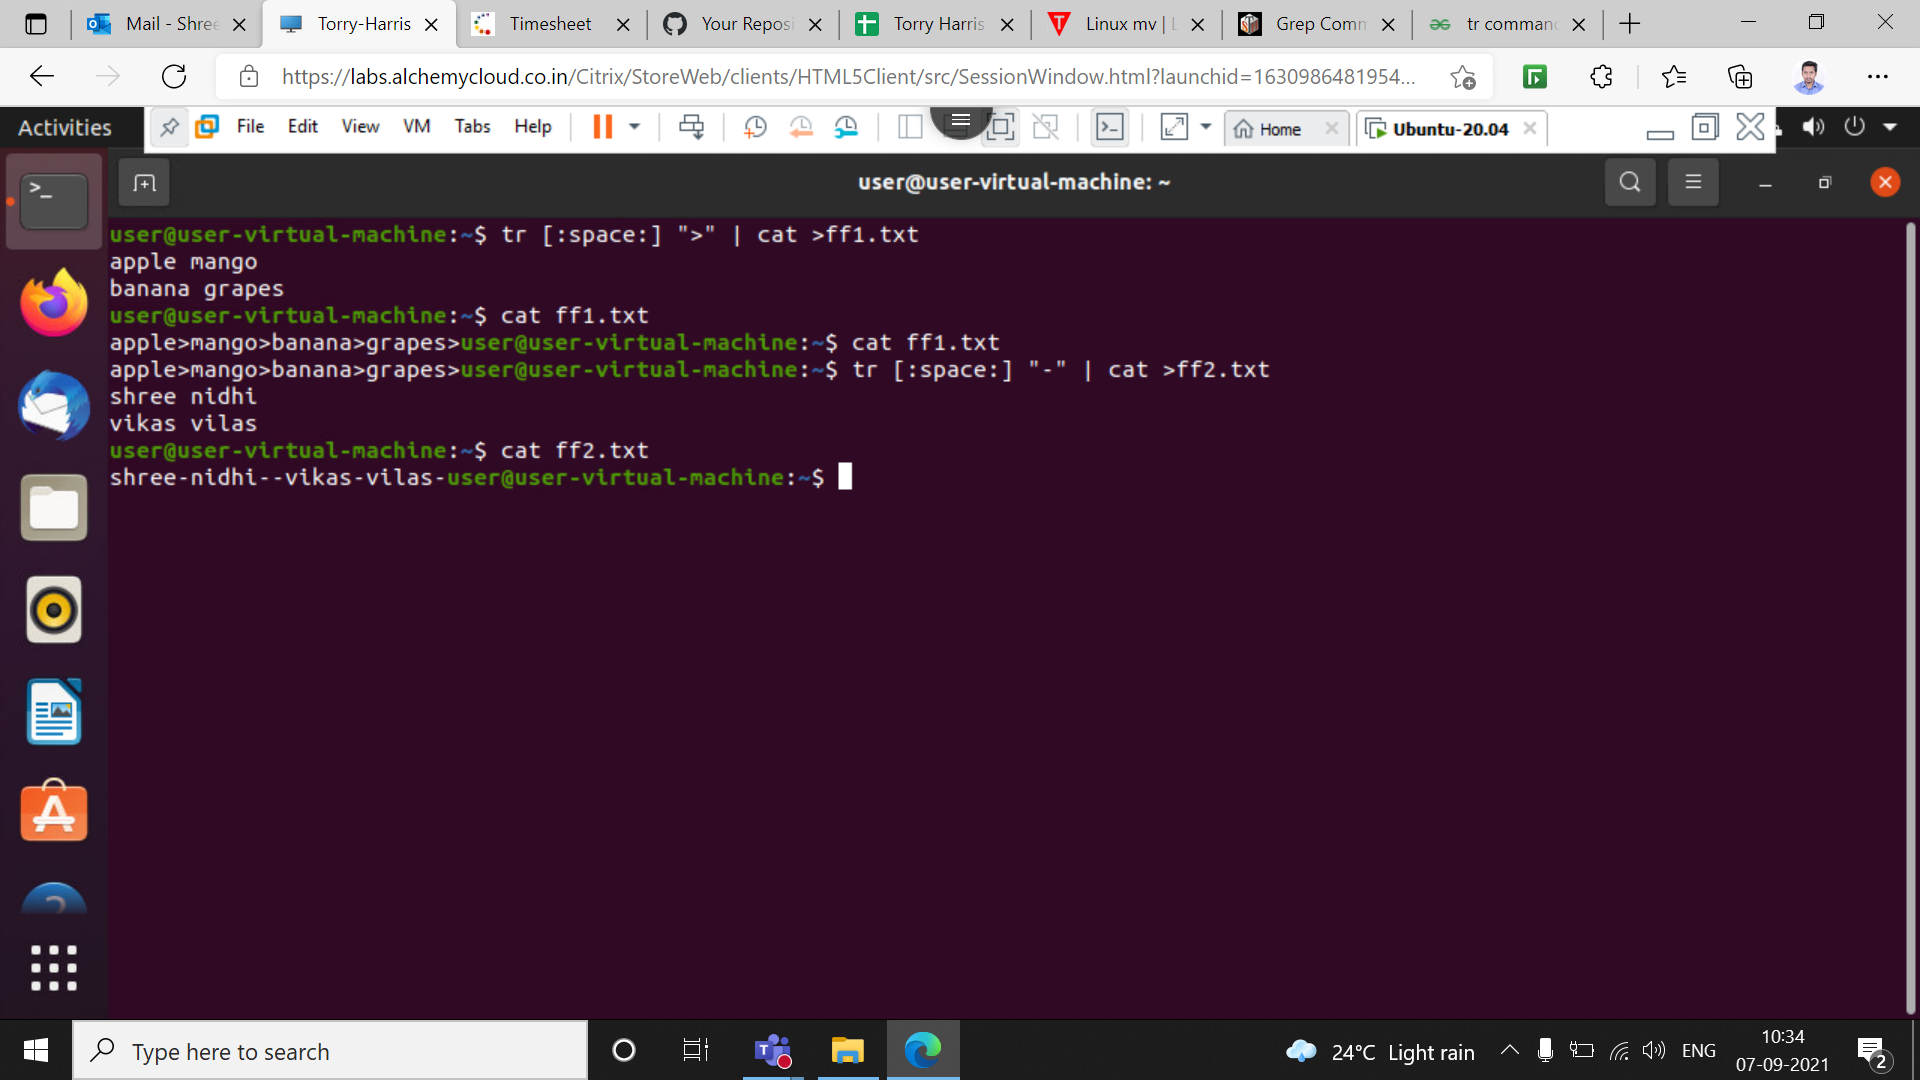 Mail - Shree
Torry-Harris
Timesheet
Your Reposi
Torry Harris
Linux mv | L
Grep Comm
tr comman
https://labs.alchemycloud.co.in/Citrix/StoreWeb/clients/HTML5Client/src/SessionWindow.html?launchid=1630986481954...
Activities
File Edit View VM Tabs Help
Home
Ubuntu-20.04
user@user-virtual-machine: ~
user@user-virtual-machine:~$ tr [:space:] ">" | cat >ff1.txt
apple mango
banana grapes
user@user-virtual-machine:~$ cat ff1.txt
apple>mango>banana>grapes>user@user-virtual-machine:~$ cat ff1.txt
apple>mango>banana>grapes>user@user-virtual-machine:~$ tr [:space:] "-" | cat >ff2.txt
shree nidhi
vikas vilas
user@user-virtual-machine:~$ cat ff2.txt
shree-nidhi--vikas-vilas-user@user-virtual-machine:~$
Type here to search
24°C Light rain
ENG
10:34
07-09-2021
2